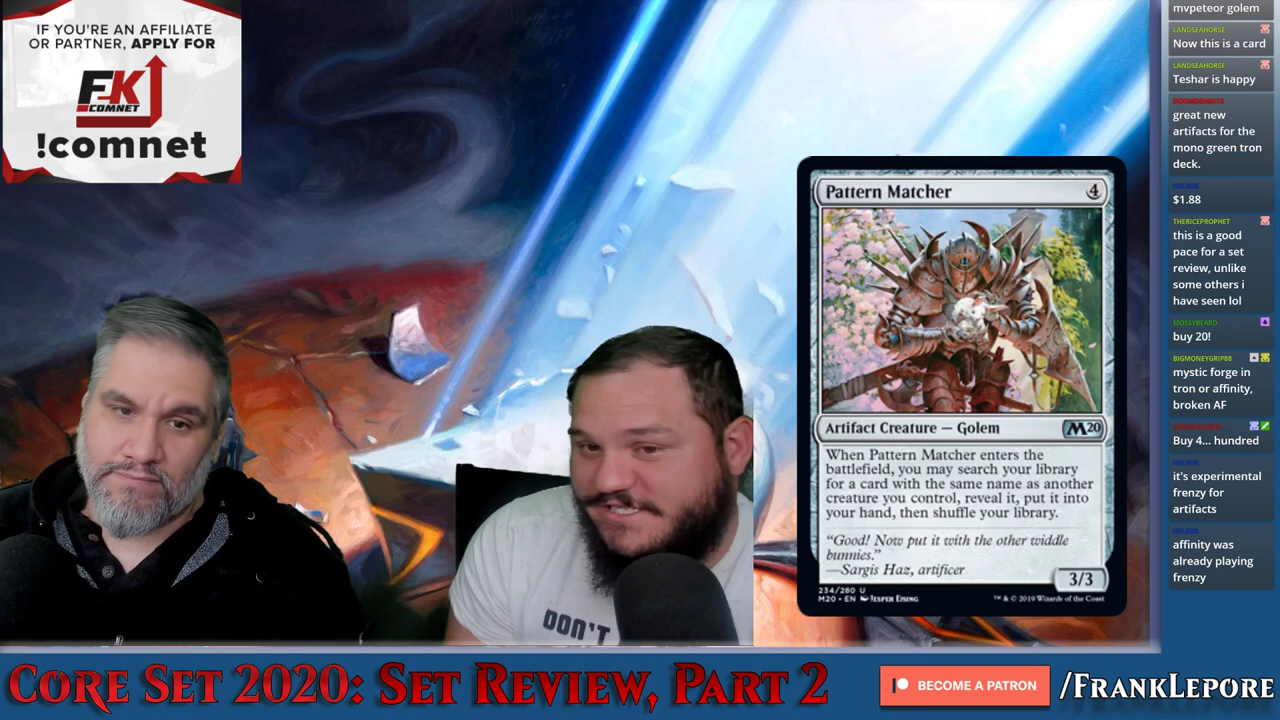 IF YOU'RE AN AFFILIATE
OR PARTNER, APPLY FOR
FK
COMNET
!comnet
Pattern Matcher 4
Artifact Creature — Golem M20
When Pattern Matcher enters the
battlefield, you may search your library
for a card with the same name as another
creature you control, reveal it, put it into
your hand, then shuffle your library.
“Good! Now put it with the other widdle
bunnies.”
—Sargis Haz, artificer
3/3
234/280 U
M20 • EN Jesper Ejsing
™ & © 2019 Wizards of the Coast
DON'T
mvpeteor golem
LANDSEAHORSE
Now this is a card
LANDSEAHORSE
Teshar is happy
great new
artifacts for the
mono green tron
deck.
$1.88
THERICEPROPHET
this is a good
pace for a set
review, unlike
some others i
have seen lol
MOSSYBEARD
buy 20!
BIGMONEYGRIP88
mystic forge in
tron or affinity,
broken AF
Buy 4... hundred
it's experimental
frenzy for
artifacts
affinity was
already playing
frenzy
Core Set 2020: Set Review, Part 2
BECOME A PATRON
/FrankLepore